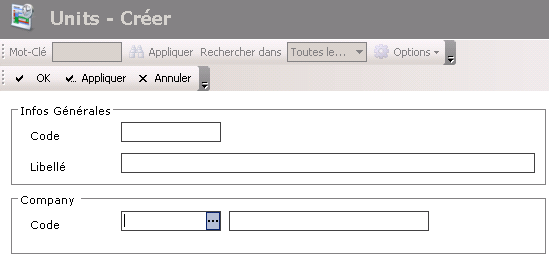 Units - Créer
Mot-Clé Appliquer Rechercher dans Toutes le... Options
OK Appliquer Annuler
Infos Générales
Code
Libellé
Company
Code ...